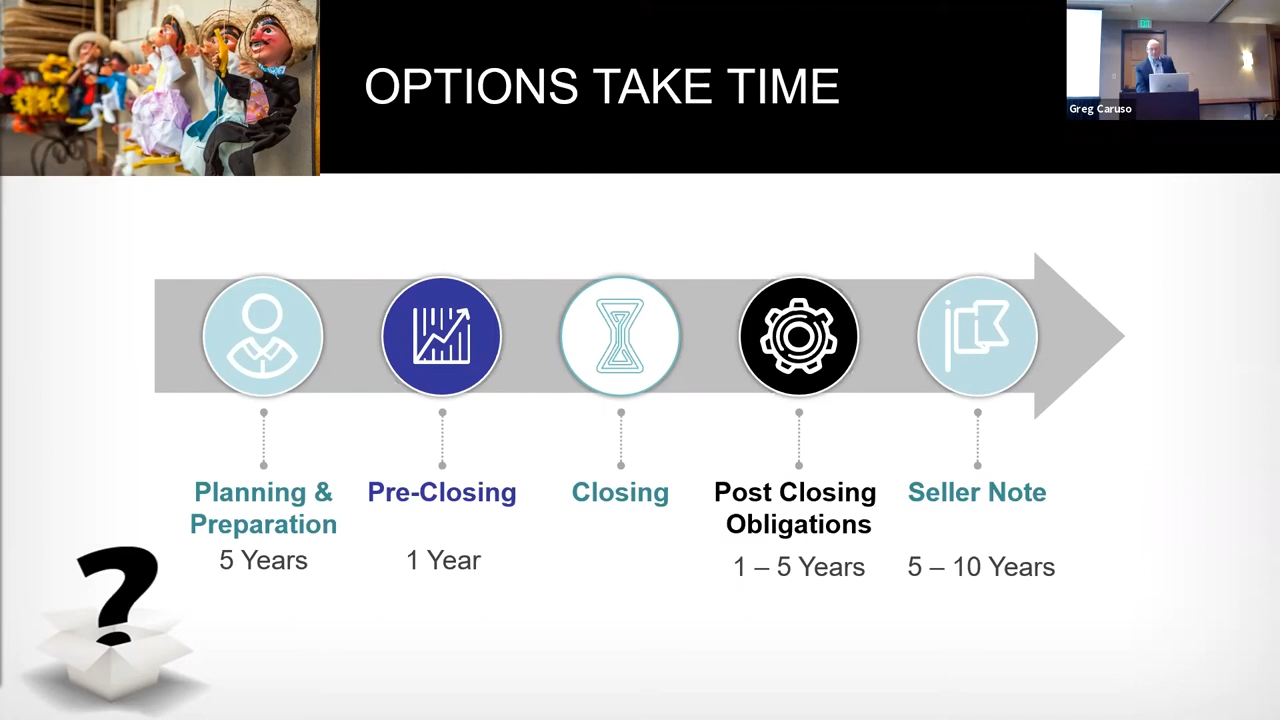 OPTIONS TAKE TIME
Greg Caruso
Planning &
Preparation
5 Years
Pre-Closing
1 Year
Closing
Post Closing
Obligations
1 – 5 Years
Seller Note
5 – 10 Years
?